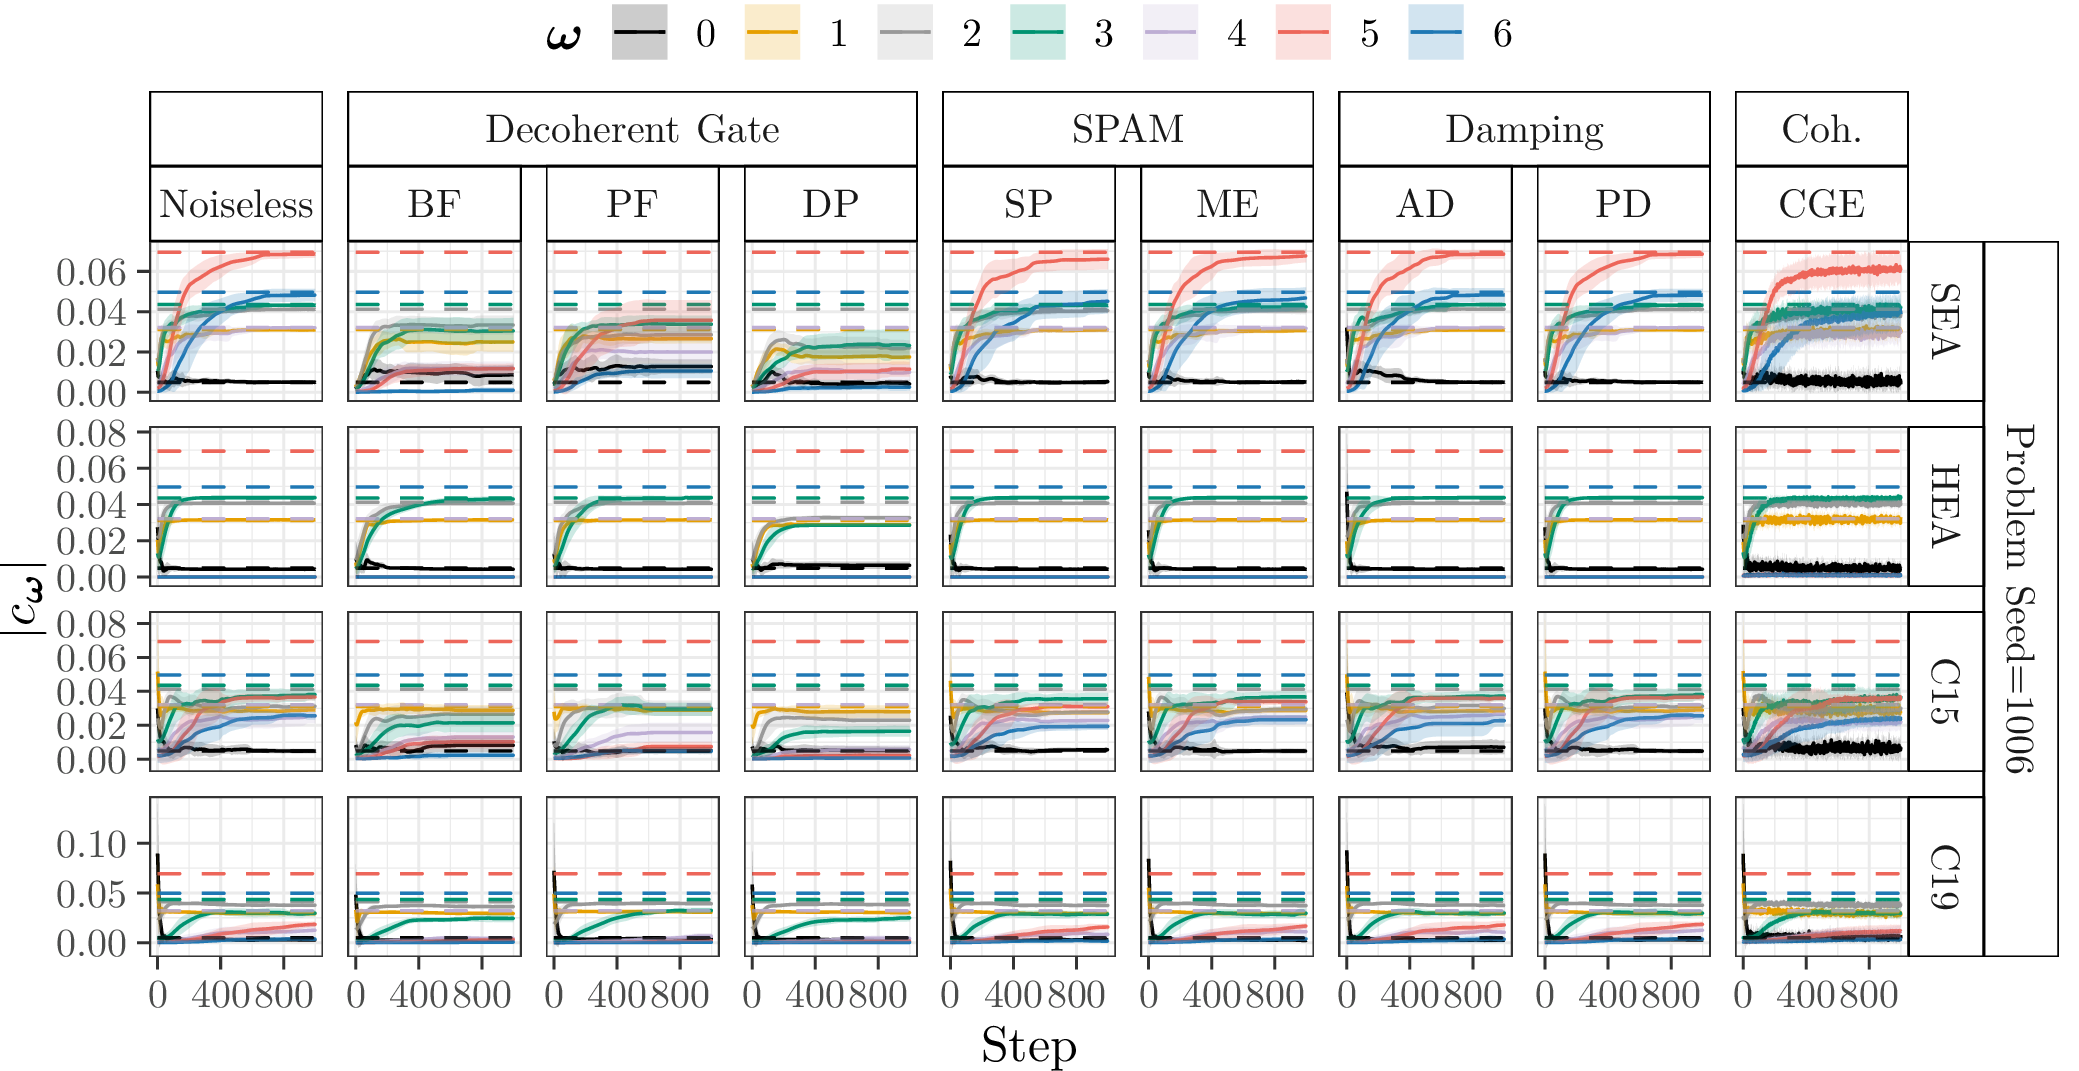 ω 0 1 2 3 4 5 6
Decoherent Gate SPAM Damping Coh.
Noiseless BF PF DP SP ME AD PD CGE
0.06
0.04
0.02
0.00
SEA
0.08
0.06
0.04
0.02
0.00
HEA
0.08
0.06
0.04
0.02
0.00
C15
0.10
0.05
0.00
C19
Problem Seed=1006
|c_ω|
0 400 800 0 400 800 0 400 800 0 400 800 0 400 800 0 400 800 0 400 800 0 400 800 0 400 800
Step